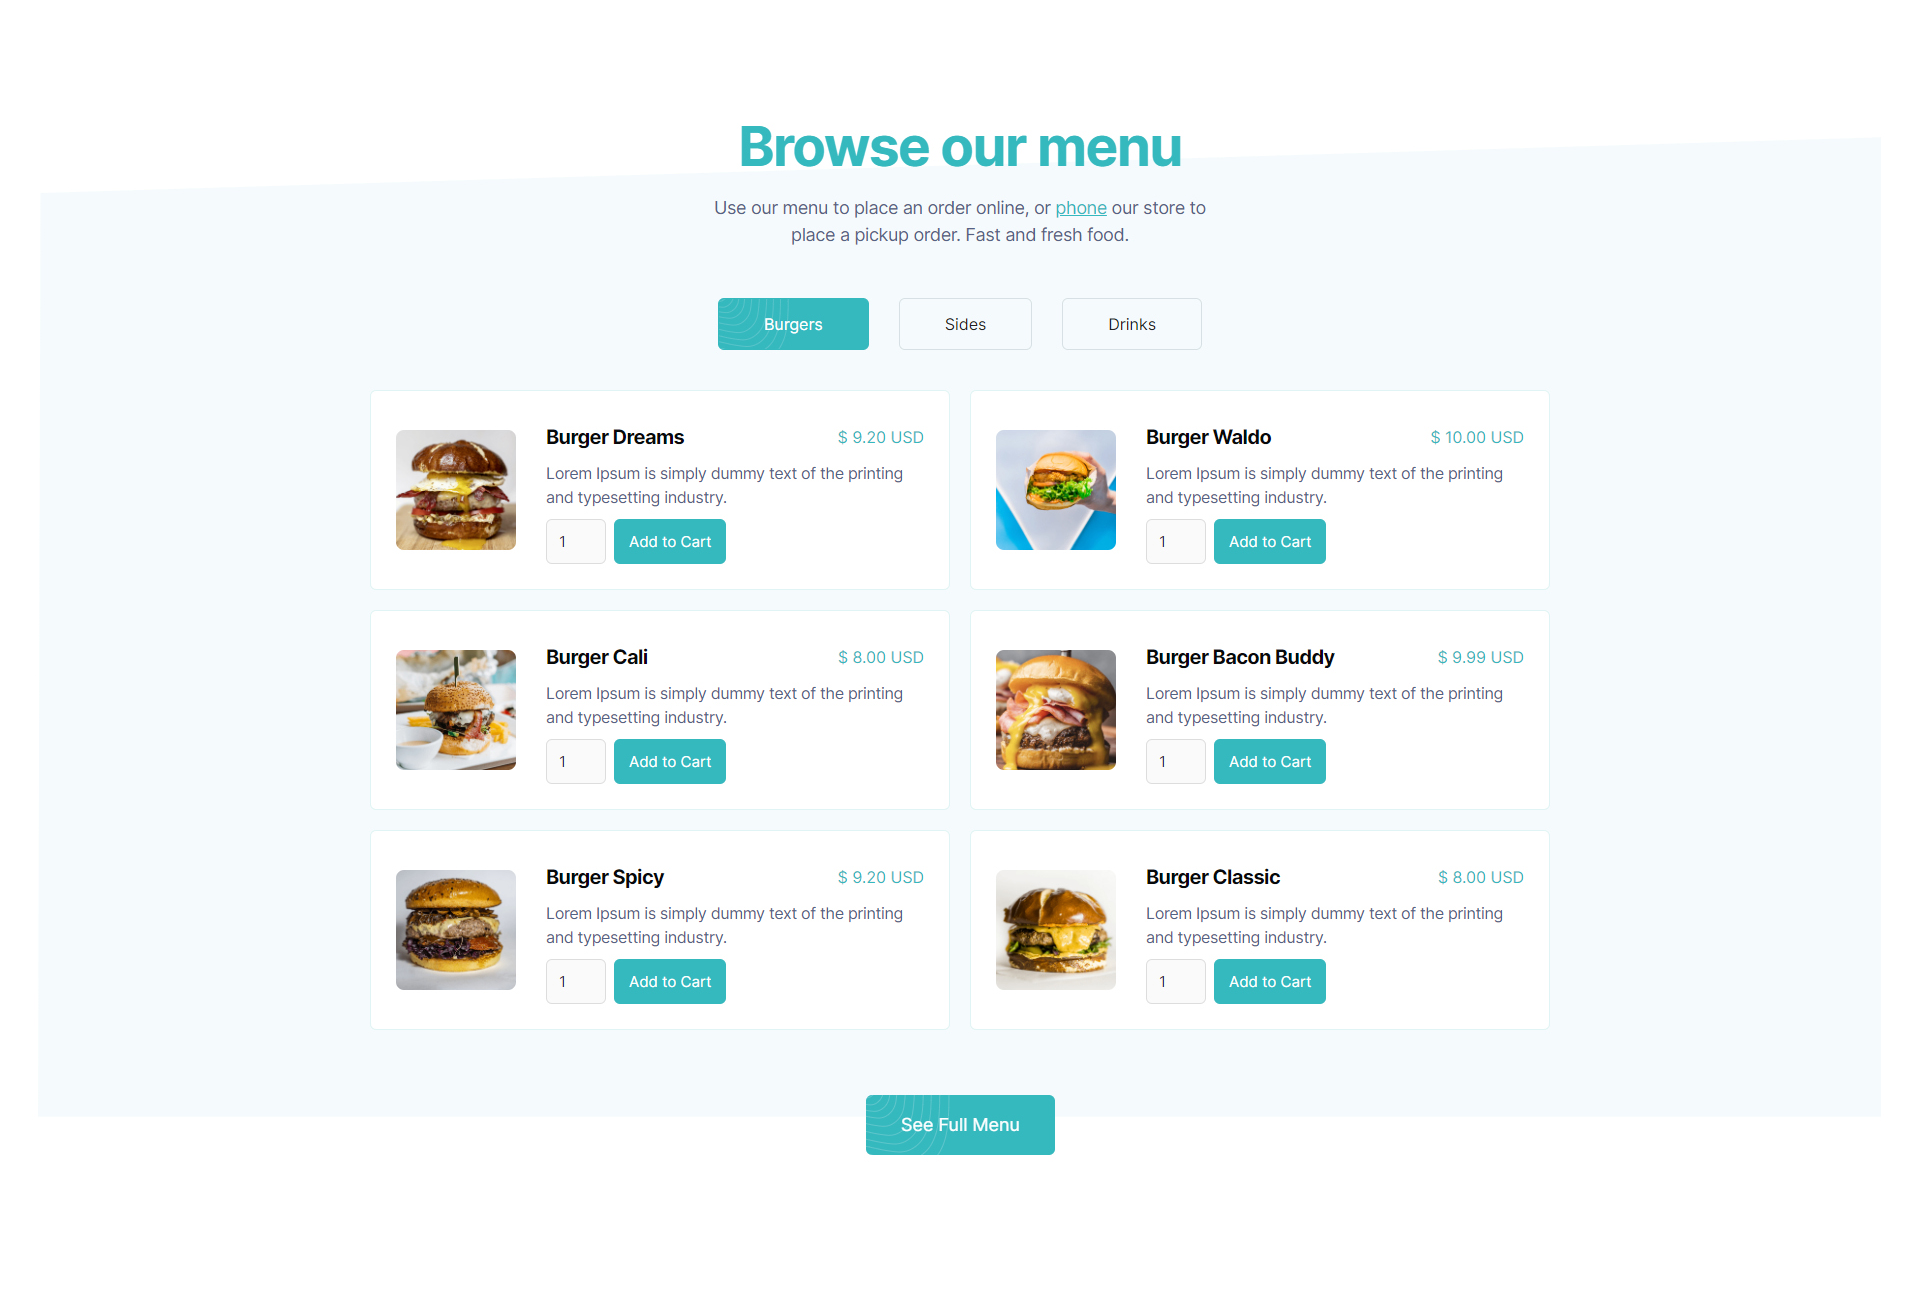 Browse our menu
Use our menu to place an order online, or phone our store to
place a pickup order. Fast and fresh food.
Burgers
Sides
Drinks
Burger Dreams
$ 9.20 USD
Lorem Ipsum is simply dummy text of the printing
and typesetting industry.
1
Add to Cart
Burger Waldo
$ 10.00 USD
Lorem Ipsum is simply dummy text of the printing
and typesetting industry.
1
Add to Cart
Burger Cali
$ 8.00 USD
Lorem Ipsum is simply dummy text of the printing
and typesetting industry.
1
Add to Cart
Burger Bacon Buddy
$ 9.99 USD
Lorem Ipsum is simply dummy text of the printing
and typesetting industry.
1
Add to Cart
Burger Spicy
$ 9.20 USD
Lorem Ipsum is simply dummy text of the printing
and typesetting industry.
1
Add to Cart
Burger Classic
$ 8.00 USD
Lorem Ipsum is simply dummy text of the printing
and typesetting industry.
1
Add to Cart
See Full Menu